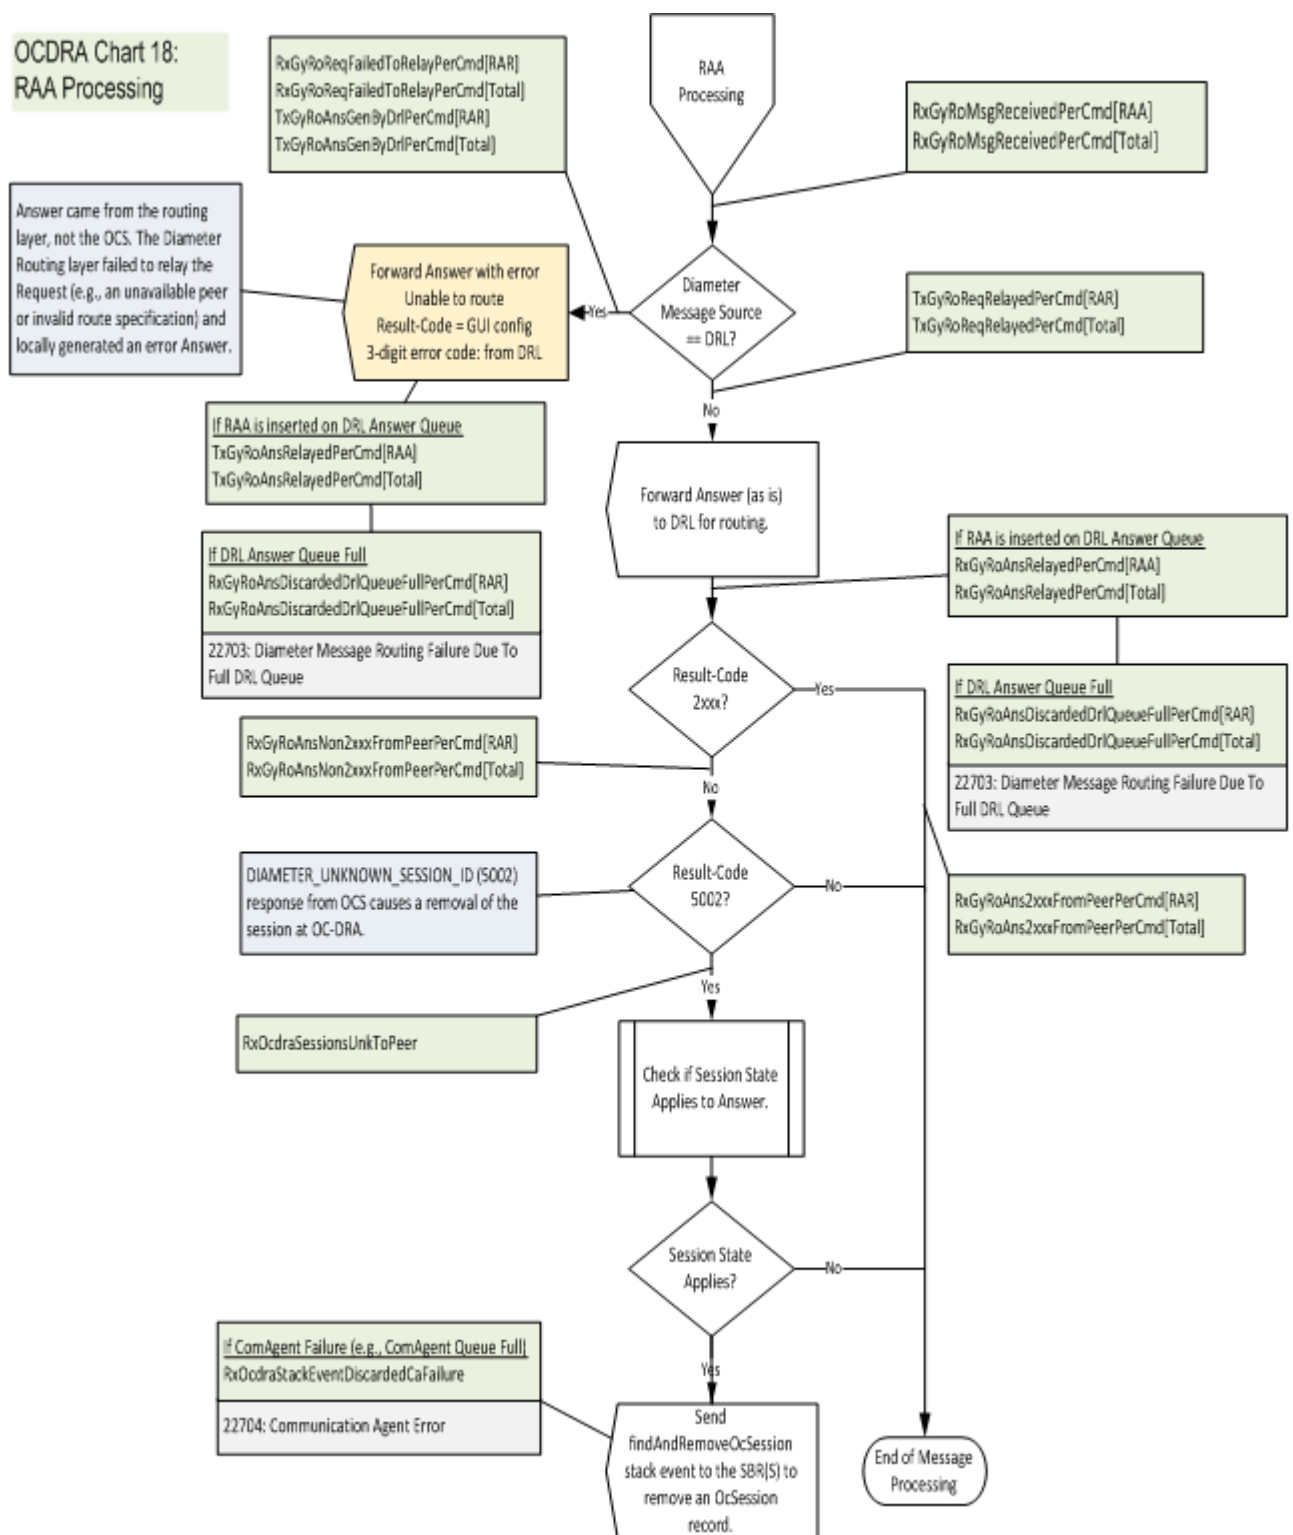 OCDRA Chart 18:
RAA Processing
RxGyRoReqFailedToRelayPerCmd[RAR]
RxGyRoReqFailedToRelayPerCmd[Total]
TxGyRoAnsGenByDrlPerCmd[RAR]
TxGyRoAnsGenByDrlPerCmd[Total]
RAA
Processing
RxGyRoMsgReceivedPerCmd[RAA]
RxGyRoMsgReceivedPerCmd[Total]
Answer came from the routing
layer, not the OCS. The Diameter
Routing layer failed to relay the
Request (e.g., an unavailable peer
or invalid route specification) and
locally generated an error Answer.
Forward Answer with error
Unable to route
Result-Code = GUI config
3-digit error code: from DRL
Yes
Diameter
Message Source
== DRL?
TxGyRoReqRelayedPerCmd[RAR]
TxGyRoReqRelayedPerCmd[Total]
No
If RAA is inserted on DRL Answer Queue
TxGyRoAnsRelayedPerCmd[RAA]
TxGyRoAnsRelayedPerCmd[Total]
Forward Answer (as is)
to DRL for routing.
If DRL Answer Queue Full
RxGyRoAnsDiscardedDrlQueueFullPerCmd[RAR]
RxGyRoAnsDiscardedDrlQueueFullPerCmd[Total]
22703: Diameter Message Routing Failure Due To
Full DRL Queue
If RAA is inserted on DRL Answer Queue
RxGyRoAnsRelayedPerCmd[RAA]
RxGyRoAnsRelayedPerCmd[Total]
Result-Code
2xxx?
Yes
If DRL Answer Queue Full
RxGyRoAnsDiscardedDrlQueueFullPerCmd[RAR]
RxGyRoAnsDiscardedDrlQueueFullPerCmd[Total]
22703: Diameter Message Routing Failure Due To
Full DRL Queue
RxGyRoAnsNon2xxxFromPeerPerCmd[RAR]
RxGyRoAnsNon2xxxFromPeerPerCmd[Total]
No
DIAMETER_UNKNOWN_SESSION_ID (5002)
response from OCS causes a removal of the
session at OC-DRA.
Result-Code
5002?
No
RxGyRoAns2xxxFromPeerPerCmd[RAR]
RxGyRoAns2xxxFromPeerPerCmd[Total]
Yes
RxOcdraSessionsUnkToPeer
Check if Session State
Applies to Answer.
Session State
Applies?
No
If ComAgent Failure (e.g., ComAgent Queue Full)
RxOcdraStackEventDiscardedCaFailure
22704: Communication Agent Error
Yes
Send
findAndRemoveOcSession
stack event to the SBR(S) to
remove an OcSession
record.
End of Message
Processing